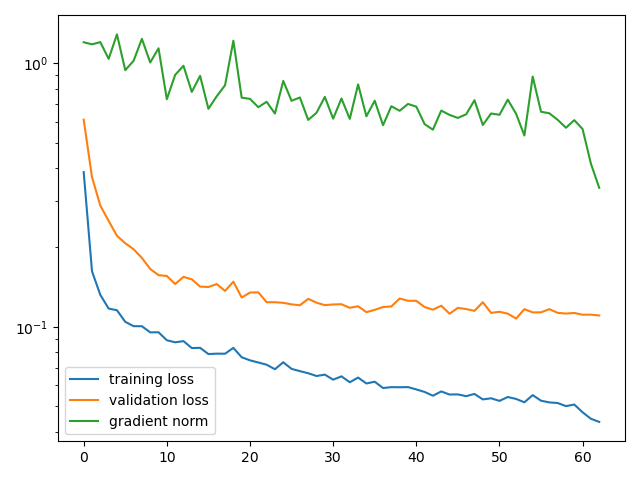 10⁰
10⁻¹
training loss
validation loss
gradient norm
0 10 20 30 40 50 60